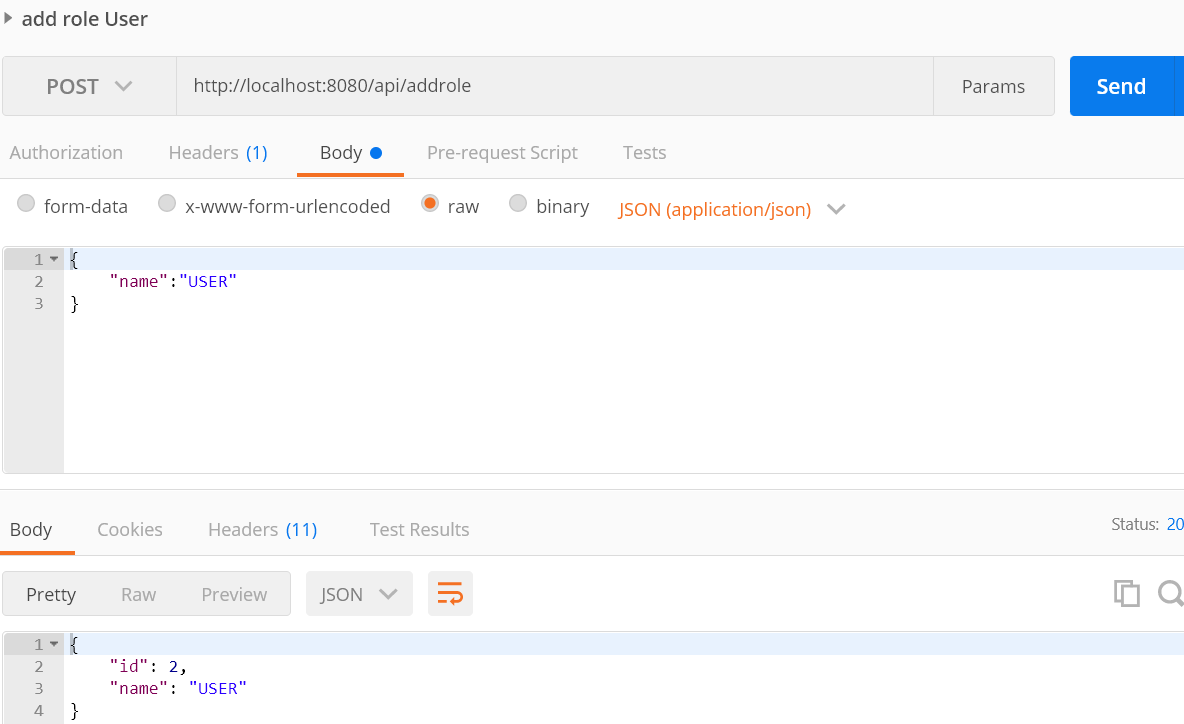 add role User
POST http://localhost:8080/api/addrole Params Send
Authorization Headers (1) Body Pre-request Script Tests
form-data x-www-form-urlencoded raw binary JSON (application/json)
1 {
2 "name":"USER"
3 }
Body Cookies Headers (11) Test Results Status: 20
Pretty Raw Preview JSON
1 {
2 "id": 2,
3 "name": "USER"
4 }